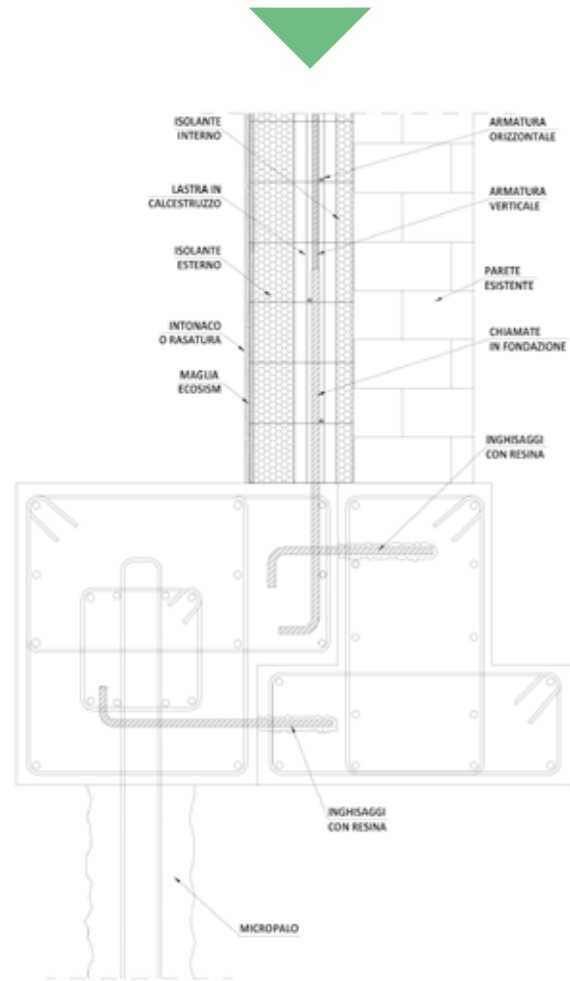 ISOLANTE
INTERNO
LASTRA IN
CALCESTRUZZO
ISOLANTE
ESTERNO
INTONACO
O RASATURA
MAGLIA
ECOSISM
ARMATURA
ORIZZONTALE
ARMATURA
VERTICALE
PARETE
ESISTENTE
CHIAMATE
IN FONDAZIONE
INGHISAGGI
CON RESINA
INGHISAGGI
CON RESINA
MICROPALO